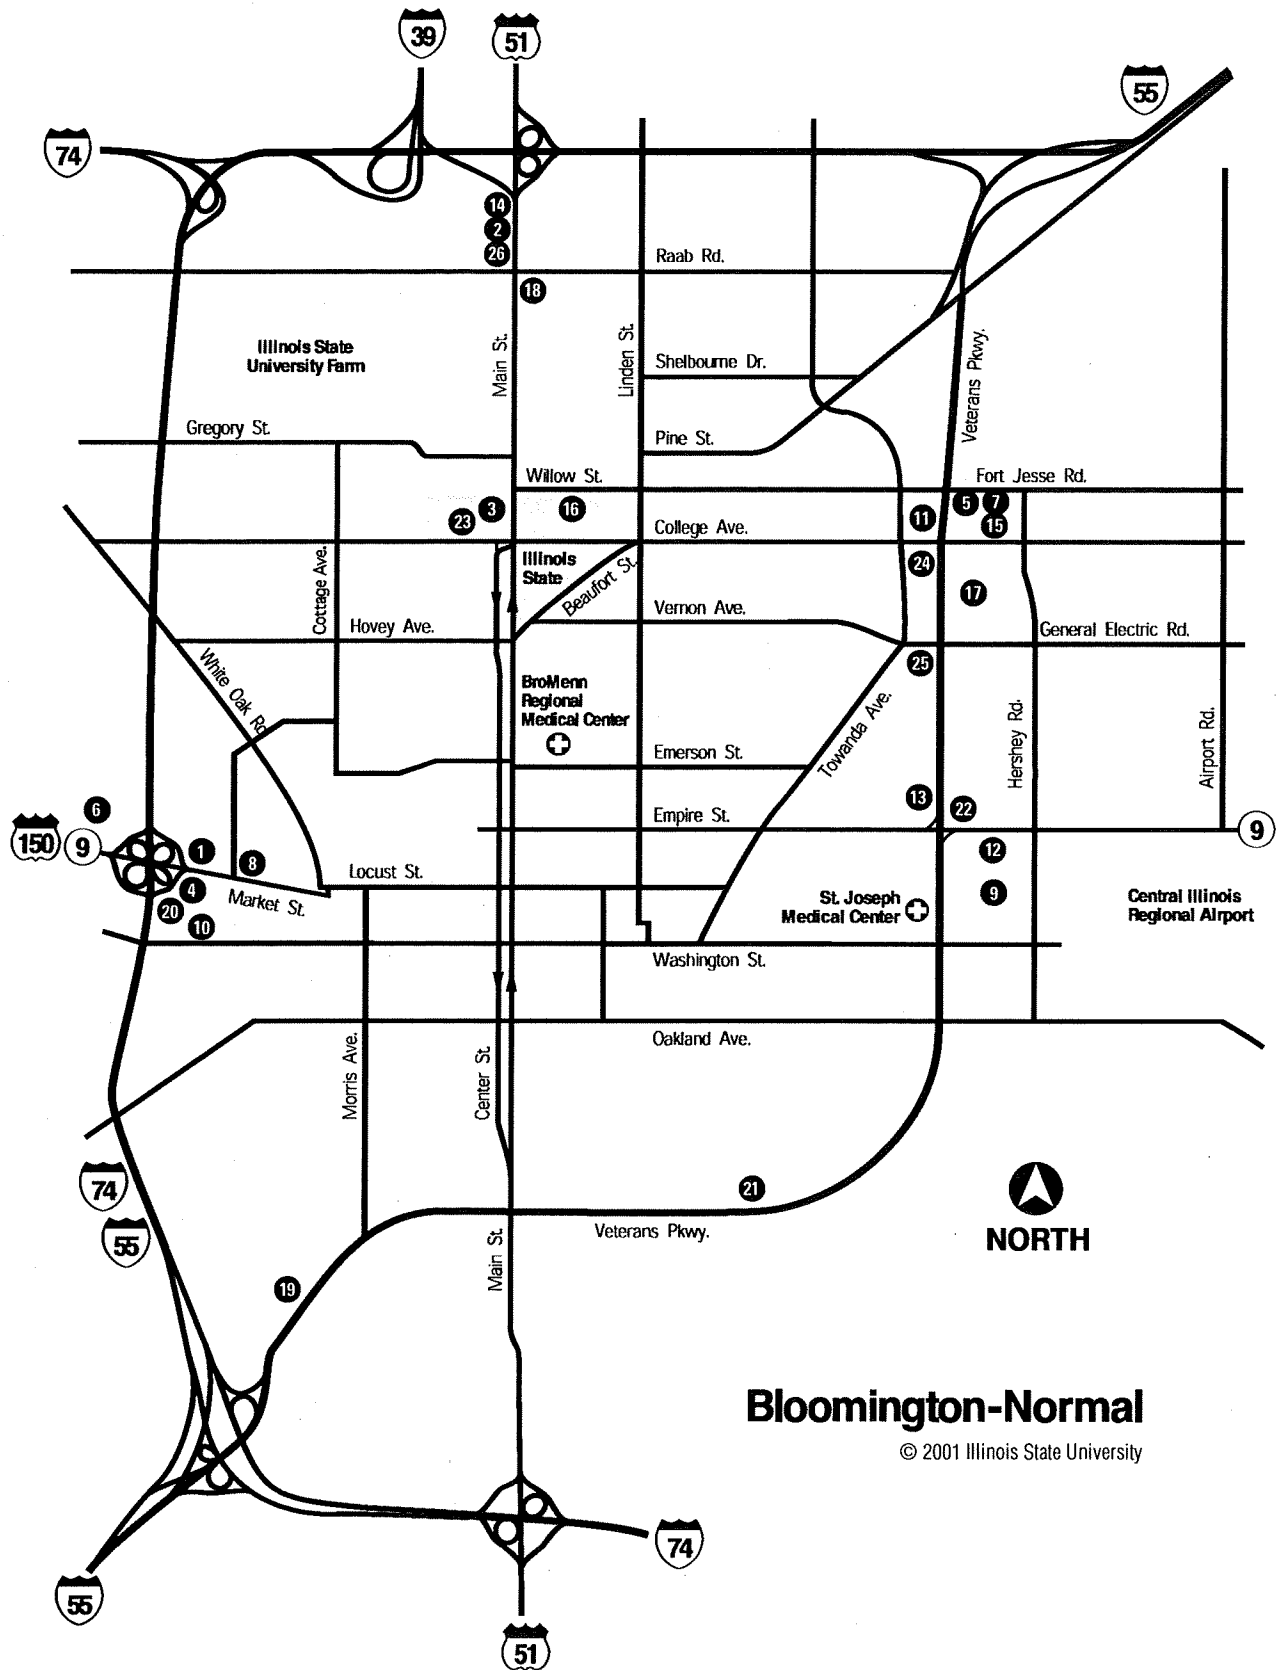 39
51
55
74
14
2
26
Raab Rd.
18
Illinois State
University Farm
Main St.
Linden St.
Shelbourne Dr.
Veterans Pkwy.
Gregory St.
Pine St.
Willow St.
Fort Jesse Rd.
3
16
5
7
23
11
15
College Ave.
Cottage Ave.
Illinois
State
Beaufort St.
24
17
Vernon Ave.
Hovey Ave.
General Electric Rd.
White Oak Rd.
25
BroMenn
Regional
Medical Center
Towanda Ave.
Hershey Rd.
Airport Rd.
Emerson St.
6
13
22
Empire St.
150
9
9
1
8
12
Locust St.
4
Market St.
9
St. Joseph
Medical Center
Central Illinois
Regional Airport
20
10
Washington St.
Oakland Ave.
Morris Ave.
Center St.
74
55
21
Veterans Pkwy.
NORTH
Main St.
19
Bloomington-Normal
© 2001 Illinois State University
74
55
51